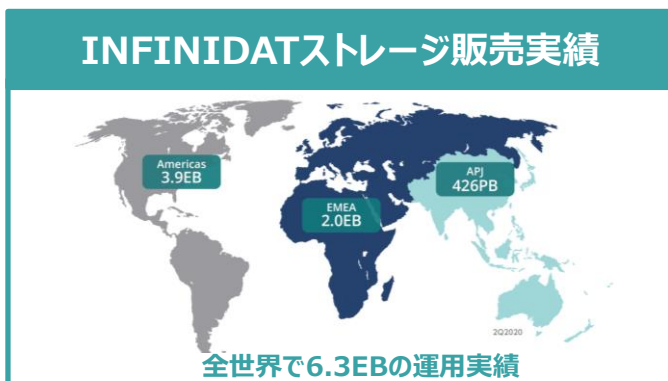 INFINIDATストレージ販売実績
Americas
3.9EB
APJ
426PB
EMEA
2.0EB
2Q2020
全世界で6.3EBの運用実績